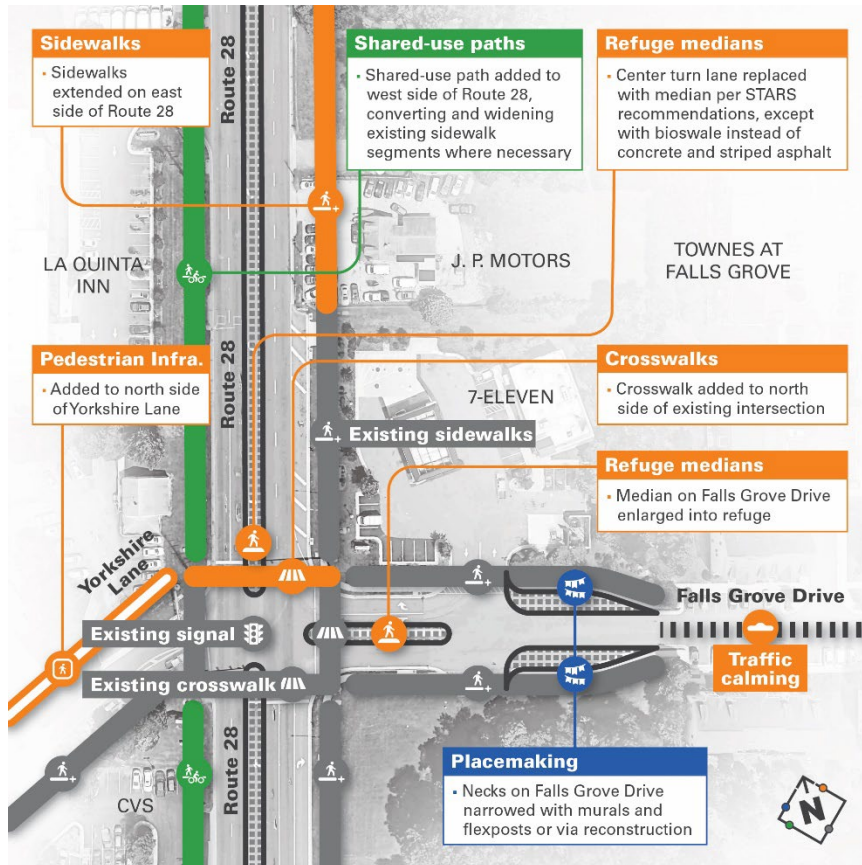 Sidewalks
▪ Sidewalks
extended on east
side of Route 28
Route 28
Shared-use paths
▪ Shared-use path added to
west side of Route 28,
converting and widening
existing sidewalk
segments where necessary
Refuge medians
▪ Center turn lane replaced
with median per STARS
recommendations, except
with bioswale instead of
concrete and striped asphalt
LA QUINTA
INN
J. P. MOTORS
TOWNES AT
FALLS GROVE
Pedestrian Infra.
▪ Added to north side
of Yorkshire Lane
Route 28
Crosswalks
▪ Crosswalk added to north
side of existing intersection
7-ELEVEN
Existing sidewalks
Refuge medians
▪ Median on Falls Grove Drive
enlarged into refuge
Yorkshire
Lane
Falls Grove Drive
Existing signal
Traffic
calming
Existing crosswalk
Route 28
Placemaking
▪ Necks on Falls Grove Drive
narrowed with murals and
flexposts or via reconstruction
CVS
N